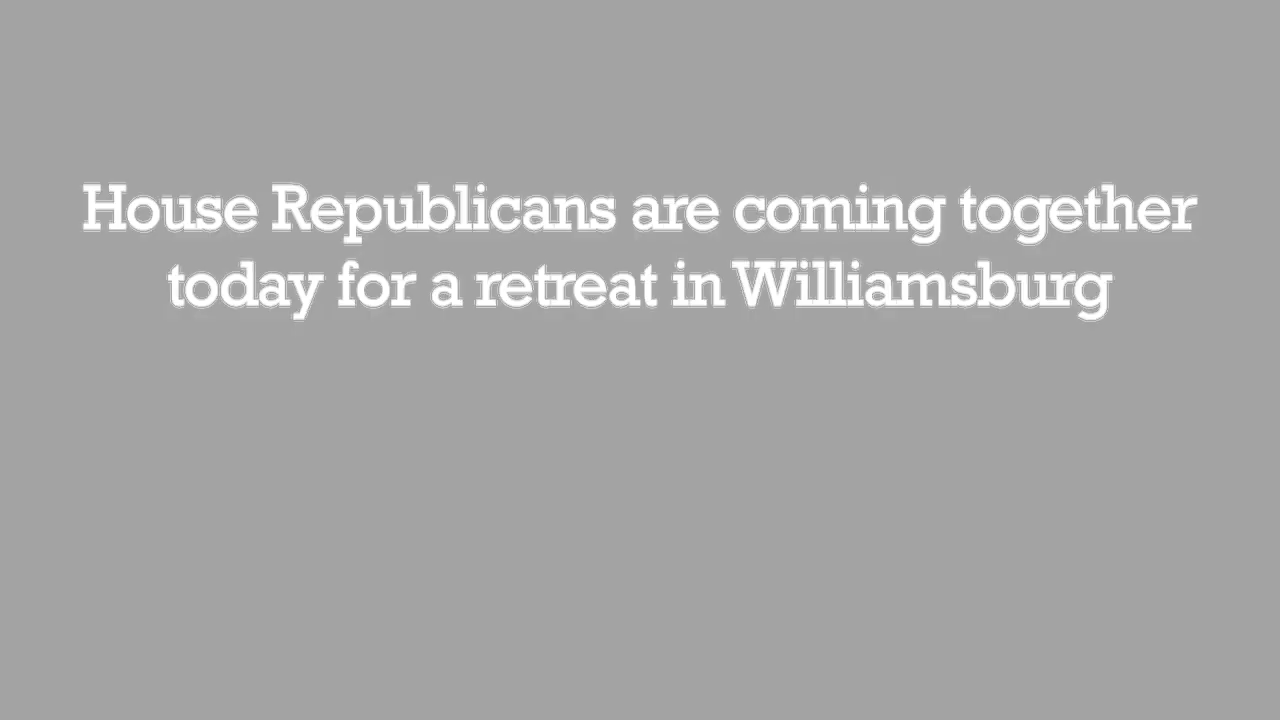 House Republicans are coming together
today for a retreat in Williamsburg